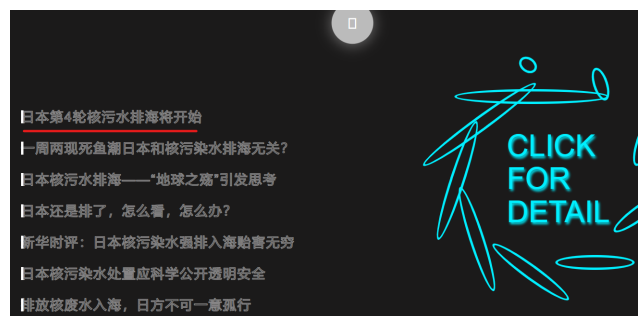 日本第4轮核污水排海将开始
一周两现死鱼潮日本和核污染水排海无关？
日本核污水排海——“地球之殇”引发思考
日本还是排了，怎么看，怎么办？
新华时评：日本核污染水强排入海贻害无穷
日本核污染水处置应科学公开透明安全
排放核废水入海，日方不可一意孤行
CLICK
FOR
DETAIL